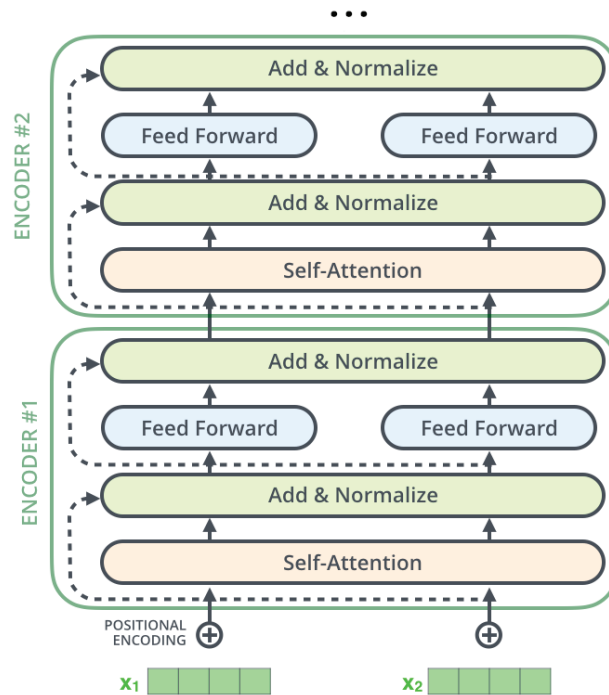 ...
Add & Normalize
Feed Forward Feed Forward
Add & Normalize
Self-Attention
ENCODER #2
Add & Normalize
Feed Forward Feed Forward
Add & Normalize
Self-Attention
ENCODER #1
POSITIONAL
ENCODING
x₁ x₂